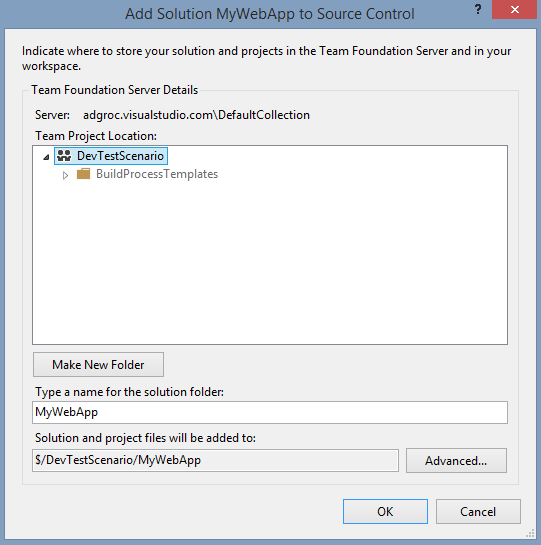 Add Solution MyWebApp to Source Control
?
Indicate where to store your solution and projects in the Team Foundation Server and in your
workspace.
Team Foundation Server Details
Server: adgroc.visualstudio.com\DefaultCollection
Team Project Location:
DevTestScenario
BuildProcessTemplates
Make New Folder
Type a name for the solution folder:
MyWebApp
Solution and project files will be added to:
$/DevTestScenario/MyWebApp
Advanced...
OK Cancel